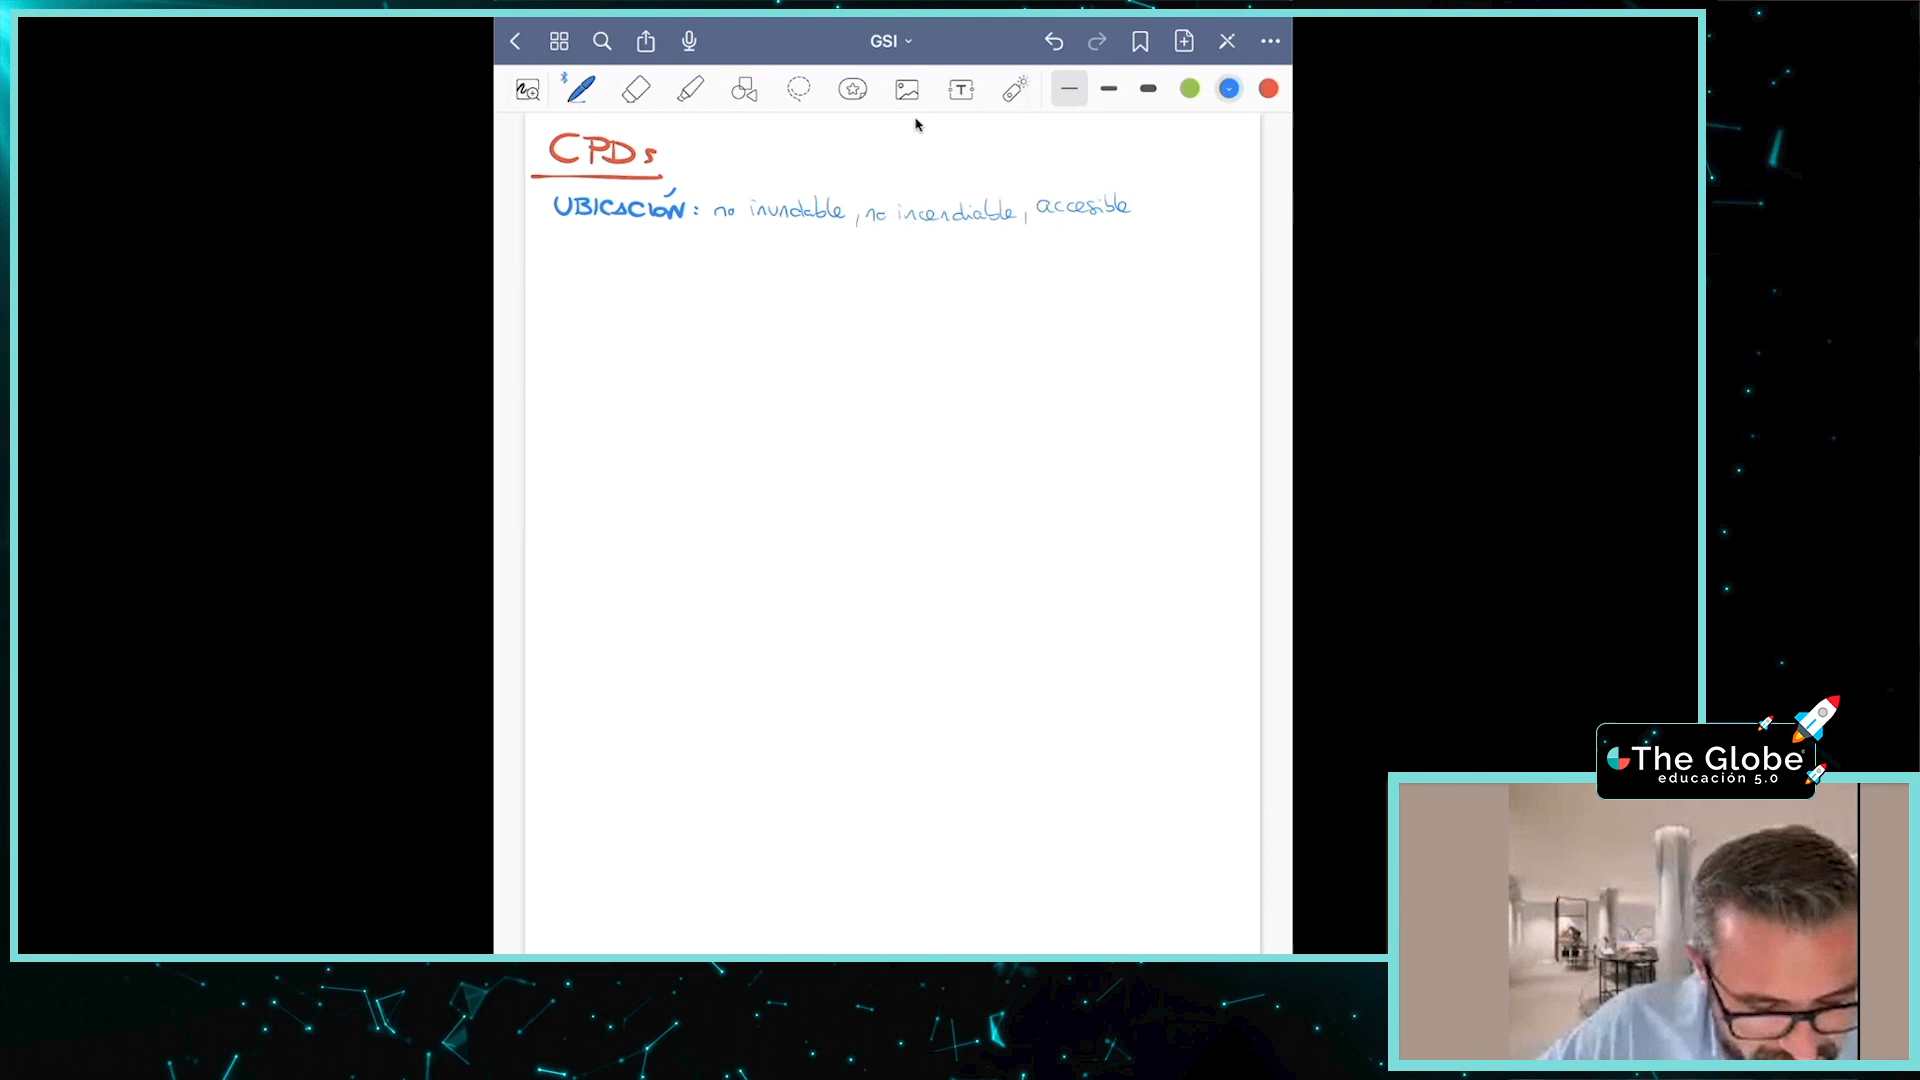 GSI
T
CPDs
UBICACIÓN: no inundable, no incendiable, accesible
The Globe
educación 5.0